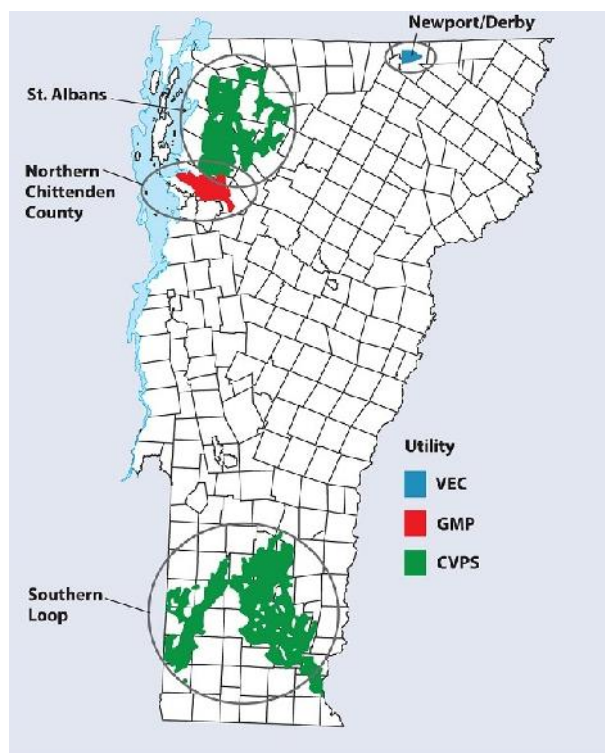 Newport/Derby
St. Albans
Northern
Chittenden
County
Utility
VEC
GMP
CVPS
Southern
Loop